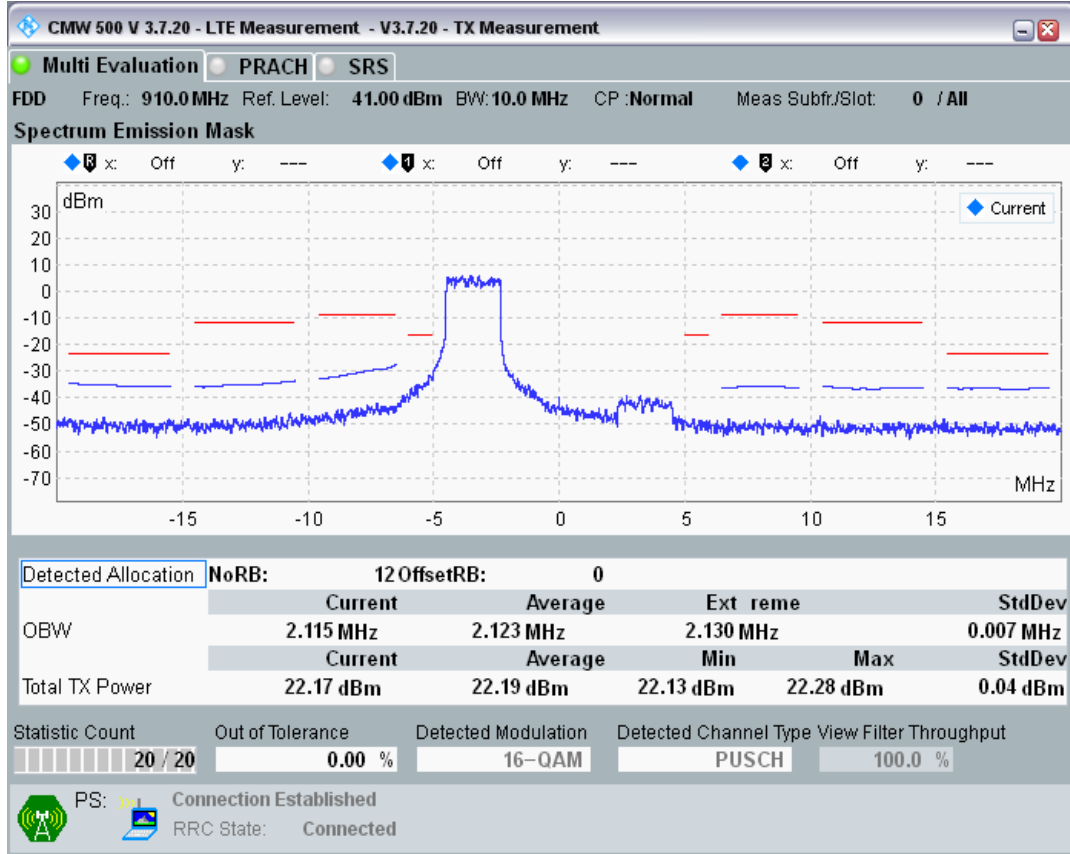 CMW 500 V 3.7.20 - LTE Measurement - V3.7.20 - TX Measurement
Multi Evaluation PRACH SRS
FDD Freq.: 910.0 MHz Ref. Level: 41.00 dBm BW: 10.0 MHz CP :Normal Meas Subfr./Slot: 0 / All
Spectrum Emission Mask
R x: Off y: --- 1 x: Off y: --- 2 x: Off y: ---
dBm
Current
30
20
10
0
-10
-20
-30
-40
-50
-60
-70
MHz
-15 -10 -5 0 5 10 15
Detected Allocation NoRB: 12 OffsetRB: 0
Current Average Ext reme StdDev
OBW 2.115 MHz 2.123 MHz 2.130 MHz 0.007 MHz
Current Average Min Max StdDev
Total TX Power 22.17 dBm 22.19 dBm 22.13 dBm 22.28 dBm 0.04 dBm
Statistic Count Out of Tolerance Detected Modulation Detected Channel Type View Filter Throughput
20 / 20 0.00 % 16-QAM PUSCH 100.0 %
PS: Connection Established
RRC State: Connected